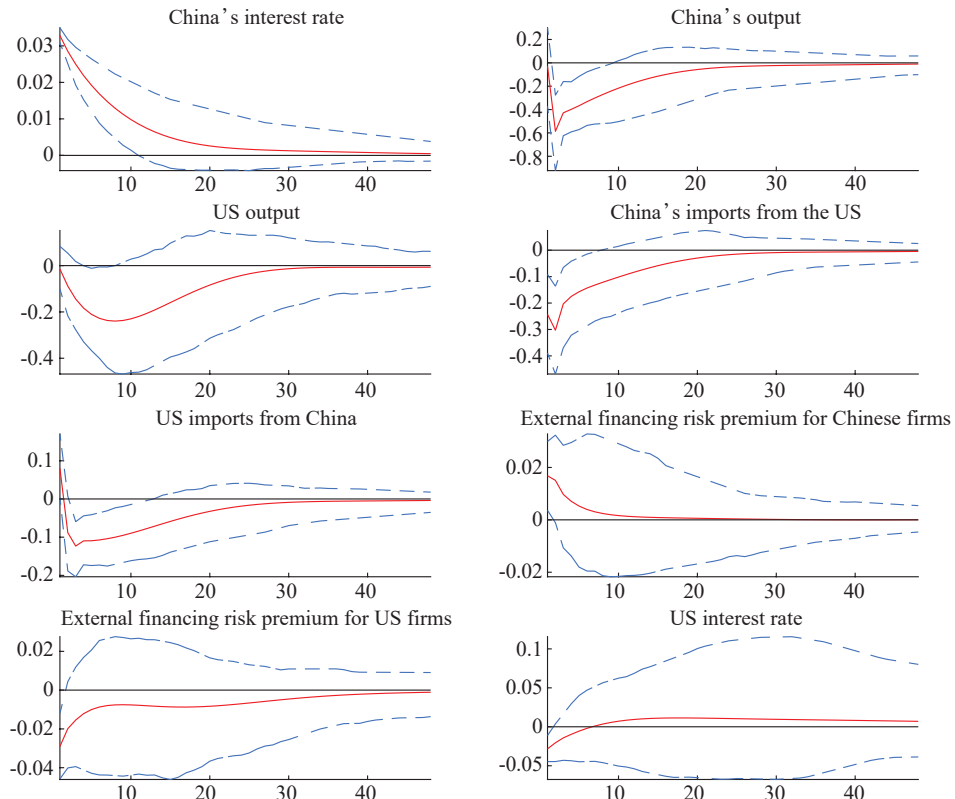 China’s interest rate
0.03
0.02
0.01
0
10 20 30 40
China’s output
0.2
0
-0.2
-0.4
-0.6
-0.8
10 20 30 40
US output
0
-0.2
-0.4
10 20 30 40
China’s imports from the US
0
-0.1
-0.2
-0.3
-0.4
10 20 30 40
US imports from China
0.1
0
-0.1
-0.2
10 20 30 40
External financing risk premium for Chinese firms
0.02
0
-0.02
10 20 30 40
External financing risk premium for US firms
0.02
0
-0.02
-0.04
10 20 30 40
US interest rate
0.1
0.05
0
-0.05
10 20 30 40